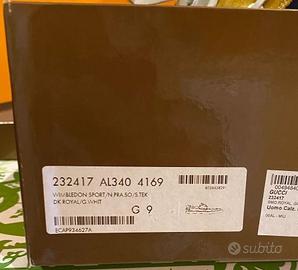 232417 AL340 4169
WIMBLEDON SPORT/N.PRA.SO/S.TEK
DK ROYAL/G.WHIT
G 9
ECAP934627A
GUCCI
232417
Uomo Calz.
subito